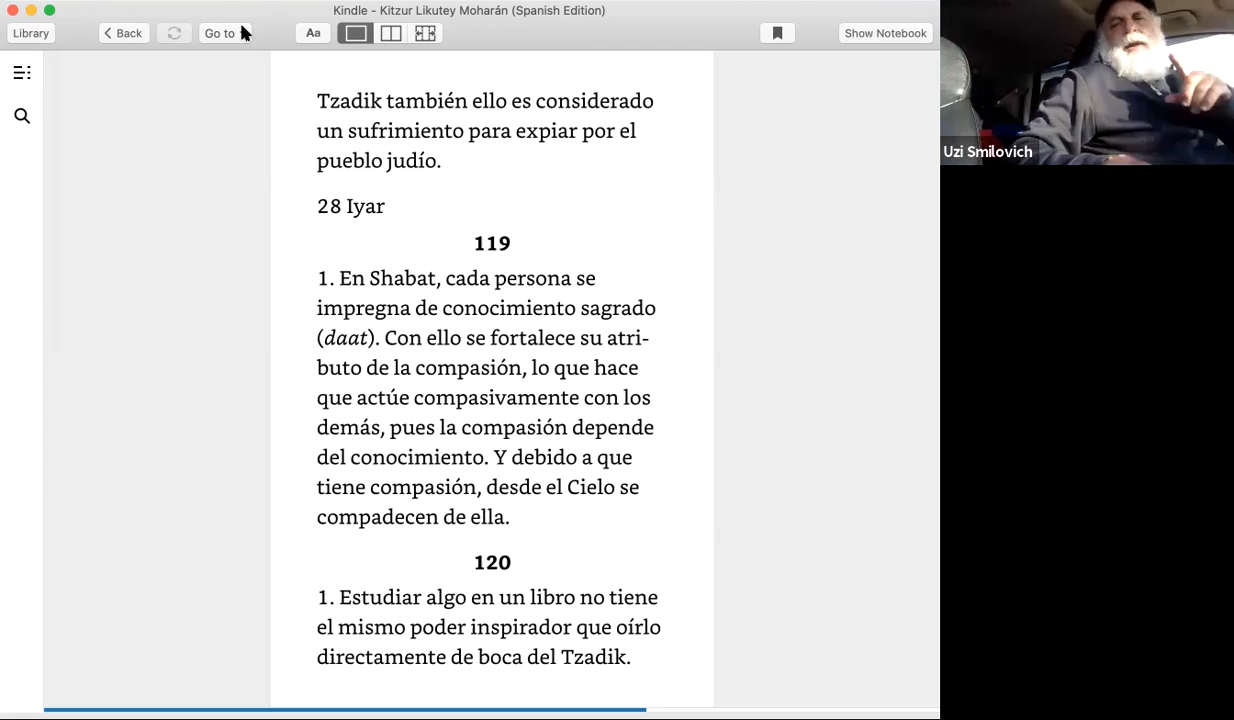 Kindle - Kitzur Likutey Moharán (Spanish Edition)
Library
Back
Go to
Aa
Show Notebook
Uzi Smilovich
Tzadik también ello es considerado
un sufrimiento para expiar por el
pueblo judío.
28 Iyar
119
1. En Shabat, cada persona se
impregna de conocimiento sagrado
(daat). Con ello se fortalece su atri-
buto de la compasión, lo que hace
que actúe compasivamente con los
demás, pues la compasión depende
del conocimiento. Y debido a que
tiene compasión, desde el Cielo se
compadecen de ella.
120
1. Estudiar algo en un libro no tiene
el mismo poder inspirador que oírlo
directamente de boca del Tzadik.